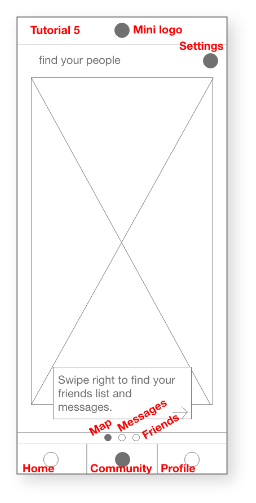 Tutorial 5 Mini logo
Settings
find your people
Swipe right to find your
friends list and
messages.
Map Messages Friends
Home Community Profile